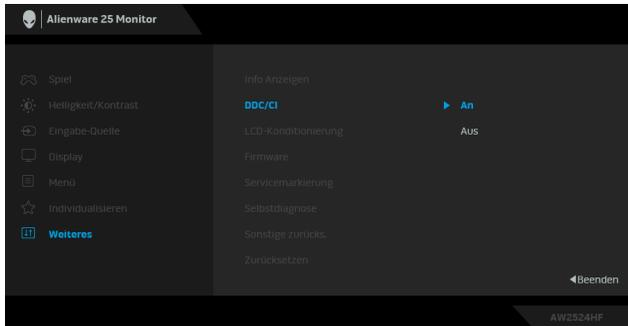 Alienware 25 Monitor
Spiel
Helligkeit/Kontrast
Eingabe-Quelle
Display
Menü
Individualisieren
Weiteres
Info Anzeigen
DDC/CI
An
LCD-Konditionierung
Aus
Firmware
Servicemarkierung
Selbstdiagnose
Sonstige zurücks.
Zurücksetzen
Beenden
AW2524HF